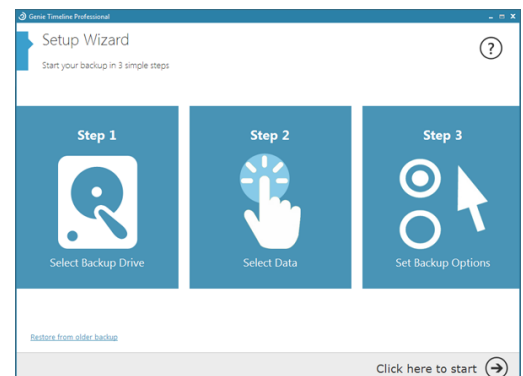 Genie Timeline Professional
Setup Wizard
?
Start your backup in 3 simple steps
Step 1
Step 2
Step 3
Select Backup Drive
Select Data
Set Backup Options
Restore from older backup
Click here to start